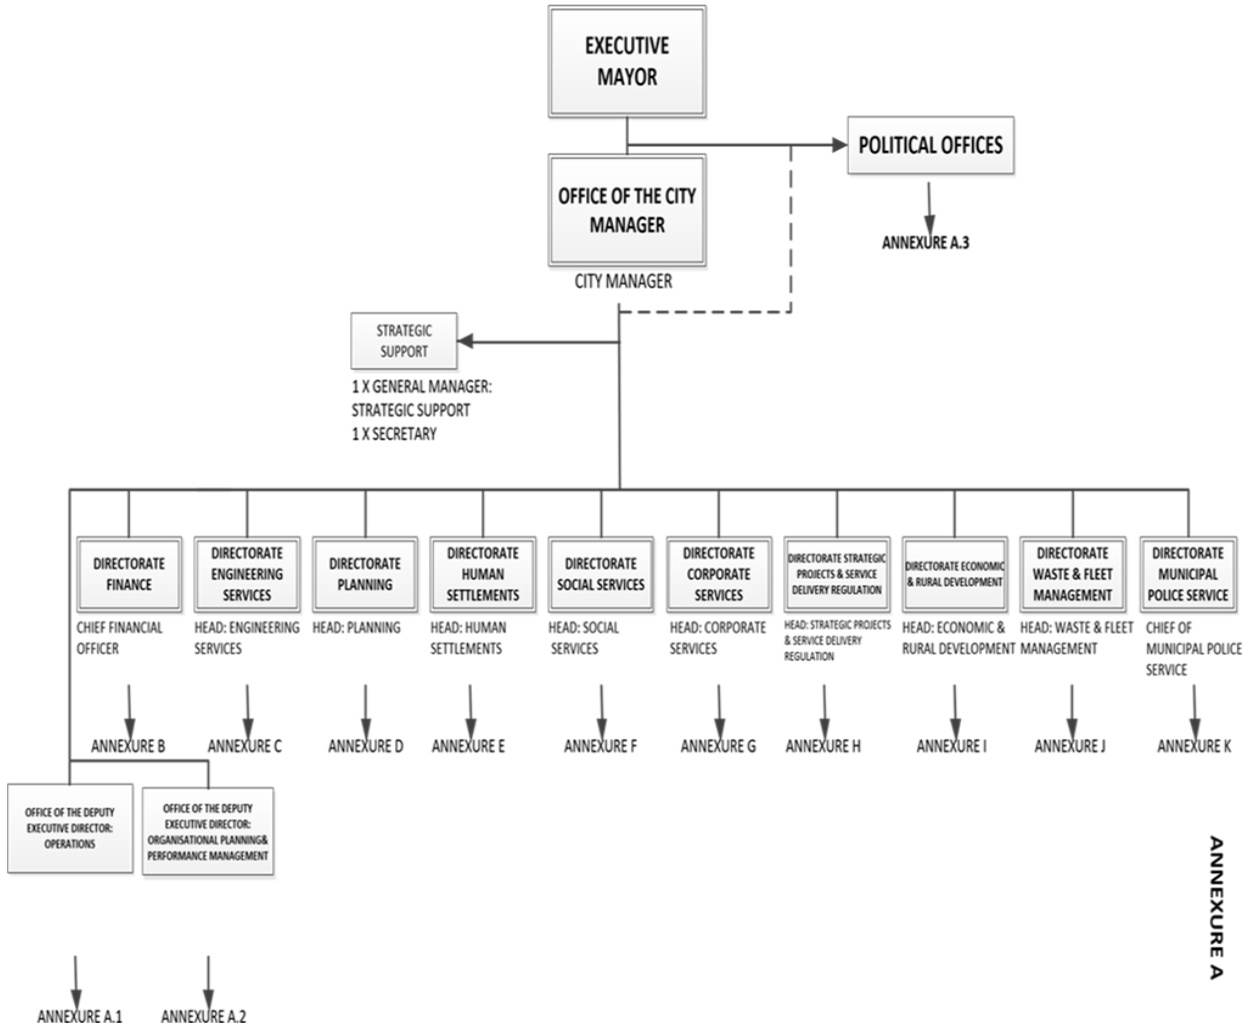 EXECUTIVE
MAYOR
POLITICAL OFFICES
OFFICE OF THE CITY
MANAGER
ANNEXURE A.3
CITY MANAGER
STRATEGIC
SUPPORT
1 X GENERAL MANAGER:
STRATEGIC SUPPORT
1 X SECRETARY
DIRECTORATE
FINANCE
CHIEF FINANCIAL
OFFICER
ANNEXURE B
DIRECTORATE
ENGINEERING
SERVICES
HEAD: ENGINEERING
SERVICES
ANNEXURE C
DIRECTORATE
PLANNING
HEAD: PLANNING
ANNEXURE D
DIRECTORATE
HUMAN
SETTLEMENTS
HEAD: HUMAN
SETTLEMENTS
ANNEXURE E
DIRECTORATE
SOCIAL SERVICES
HEAD: SOCIAL
SERVICES
ANNEXURE F
DIRECTORATE
CORPORATE
SERVICES
HEAD: CORPORATE
SERVICES
ANNEXURE G
DIRECTORATE STRATEGIC
PROJECTS & SERVICE
DELIVERY REGULATION
HEAD: STRATEGIC PROJECTS
& SERVICE DELIVERY
REGULATION
ANNEXURE H
DIRECTORATE ECONOMIC
& RURAL DEVELOPMENT
HEAD: ECONOMIC &
RURAL DEVELOPMENT
ANNEXURE I
DIRECTORATE
WASTE & FLEET
MANAGEMENT
HEAD: WASTE & FLEET
MANAGEMENT
ANNEXURE J
DIRECTORATE
MUNICIPAL
POLICE SERVICE
CHIEF OF
MUNICIPAL POLICE
SERVICE
ANNEXURE K
OFFICE OF THE DEPUTY
EXECUTIVE DIRECTOR:
OPERATIONS
OFFICE OF THE DEPUTY
EXECUTIVE DIRECTOR:
ORGANISATIONAL PLANNING&
PERFORMANCE MANAGEMENT
ANNEXURE A.1
ANNEXURE A.2
ANNEXURE A